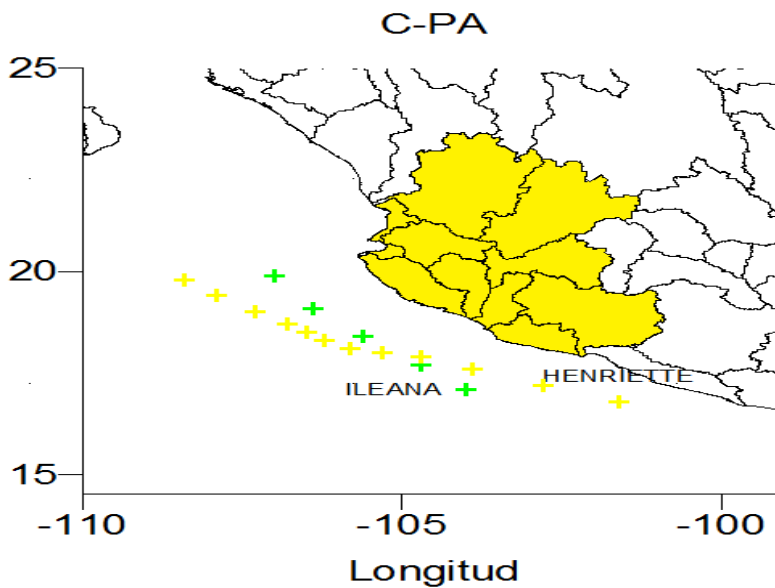 C-PA
25
20
HENRIETTE
ILEANA
15
-110 -105 -100
Longitud